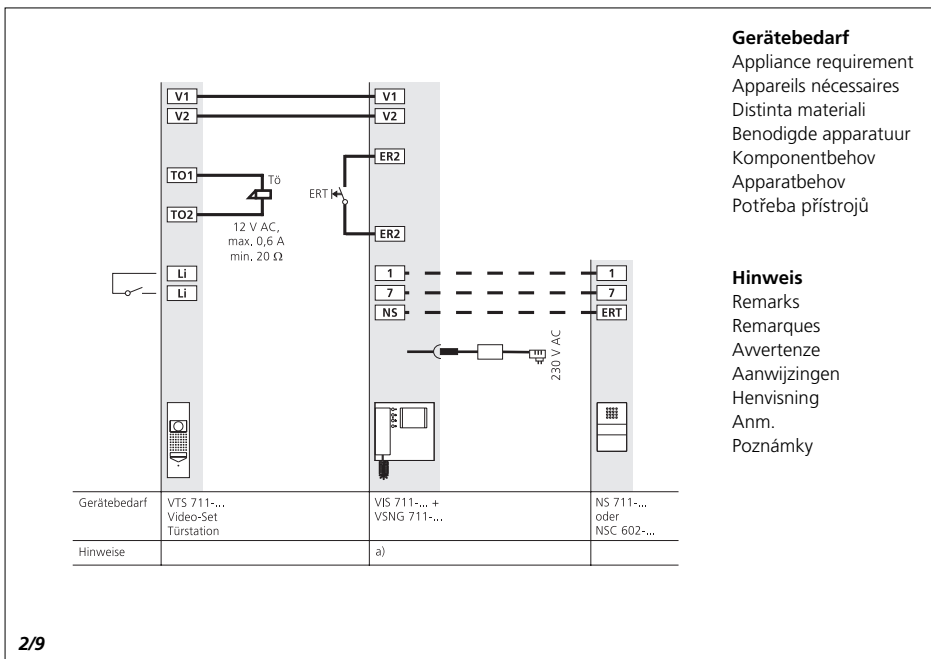 Gerätebedarf
Appliance requirement
Appareils nécessaires
Distinta materiali
Benodigde apparatuur
Komponentbehov
Apparatbehov
Potřeba přístrojů
Hinweis
Remarks
Remarques
Avvertenze
Aanwijzingen
Henvisning
Anm.
Poznámky
V1 V1
V2 V2
ER2
TO1 Tö
ERT
TO2
12 V AC,
max. 0,6 A
min. 20 Ω
ER2
Li 1 1
Li 7 7
NS ERT
230 V AC
Gerätebedarf VTS 711-... VIS 711-... + NS 711-...
Video-Set VSNG 711-... oder
Türstation NSC 602-...
Hinweise a)
2/9